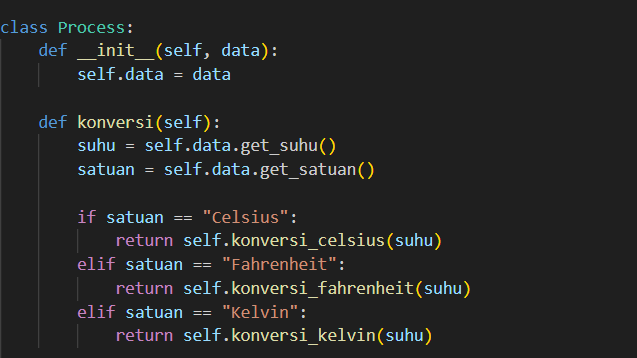 class Process:
    def __init__(self, data):
        self.data = data

    def konversi(self):
        suhu = self.data.get_suhu()
        satuan = self.data.get_satuan()

        if satuan == "Celsius":
            return self.konversi_celsius(suhu)
        elif satuan == "Fahrenheit":
            return self.konversi_fahrenheit(suhu)
        elif satuan == "Kelvin":
            return self.konversi_kelvin(suhu)